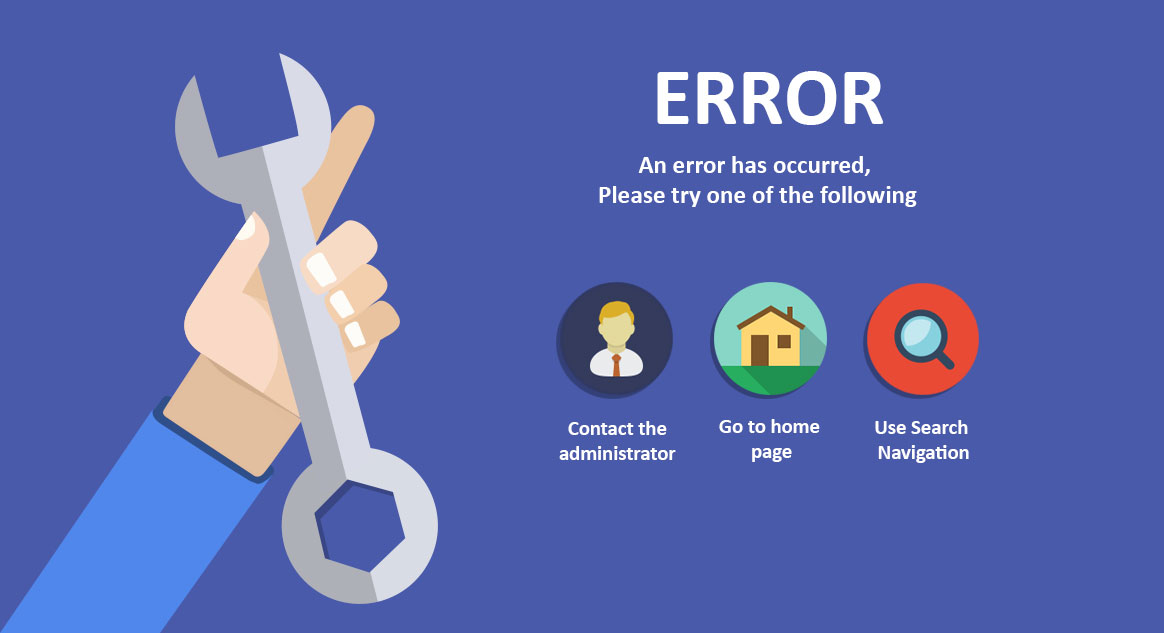 ERROR
An error has occurred,
Please try one of the following
Contact the
administrator
Go to home
page
Use Search
Navigation